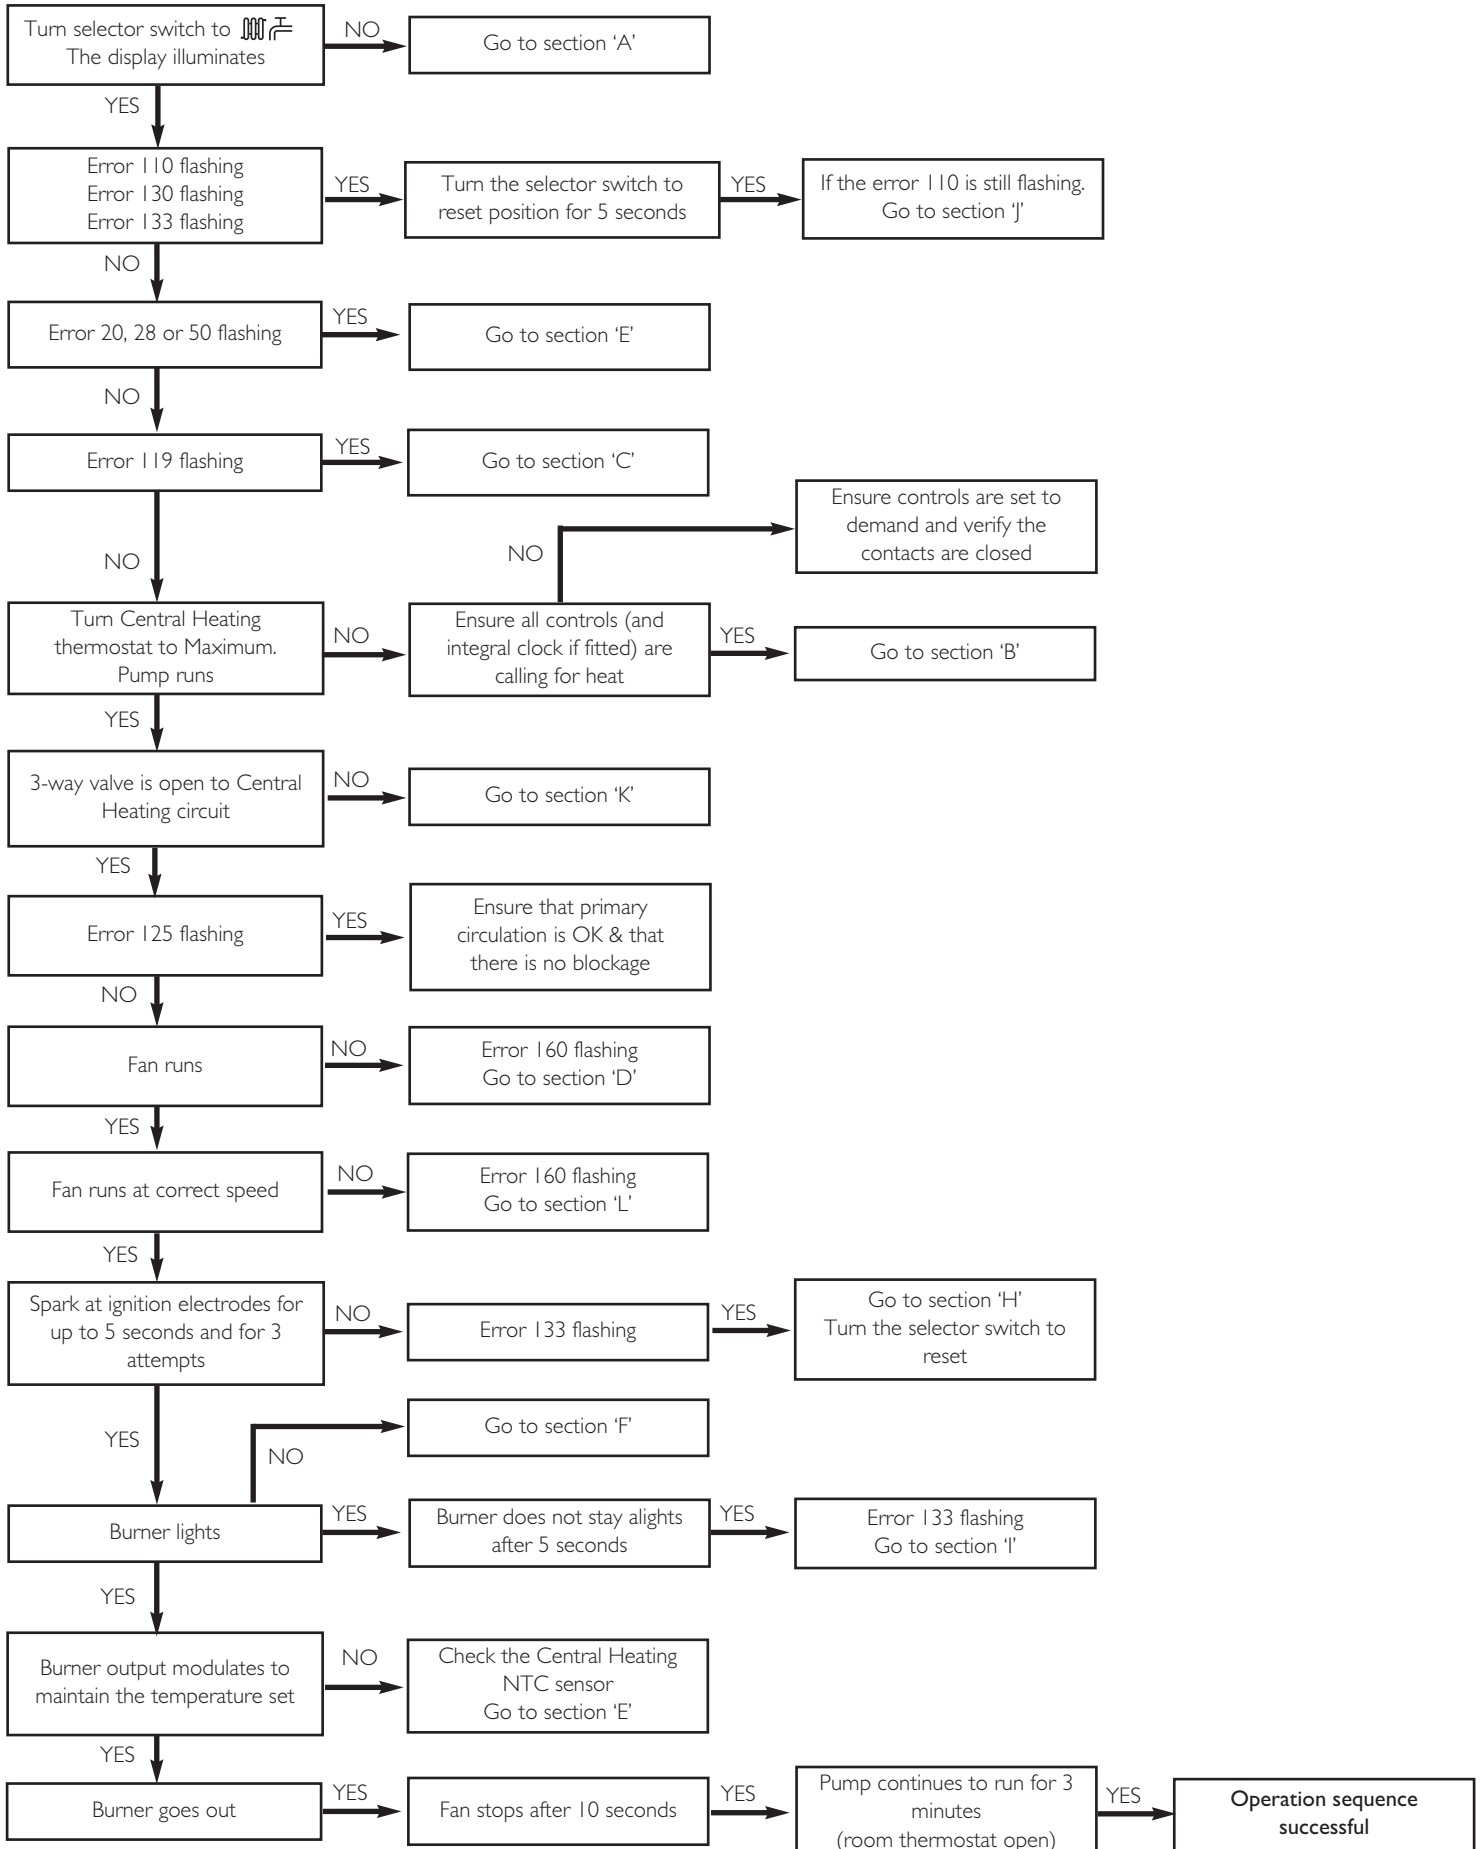 Turn selector switch to
The display illuminates
NO
Go to section ‘A’
YES
Error 110 flashing
Error 130 flashing
Error 133 flashing
YES
Turn the selector switch to
reset position for 5 seconds
YES
If the error 110 is still flashing.
Go to section ‘J’
NO
Error 20, 28 or 50 flashing
YES
Go to section ‘E’
NO
Error 119 flashing
YES
Go to section ‘C’
NO
Turn Central Heating
thermostat to Maximum.
Pump runs
NO
Ensure all controls (and
integral clock if fitted) are
calling for heat
NO
Ensure controls are set to
demand and verify the
contacts are closed
YES
Go to section ‘B’
YES
3-way valve is open to Central
Heating circuit
NO
Go to section ‘K’
YES
Error 125 flashing
YES
Ensure that primary
circulation is OK & that
there is no blockage
NO
Fan runs
NO
Error 160 flashing
Go to section ‘D’
YES
Fan runs at correct speed
NO
Error 160 flashing
Go to section ‘L’
YES
Spark at ignition electrodes for
up to 5 seconds and for 3
attempts
NO
Error 133 flashing
YES
Go to section ‘H’
Turn the selector switch to
reset
YES
NO
Go to section ‘F’
Burner lights
YES
Burner does not stay alights
after 5 seconds
YES
Error 133 flashing
Go to section ‘I’
YES
Burner output modulates to
maintain the temperature set
NO
Check the Central Heating
NTC sensor
Go to section ‘E’
YES
Burner goes out
YES
Fan stops after 10 seconds
YES
Pump continues to run for 3
minutes
(room thermostat open)
YES
Operation sequence
successful